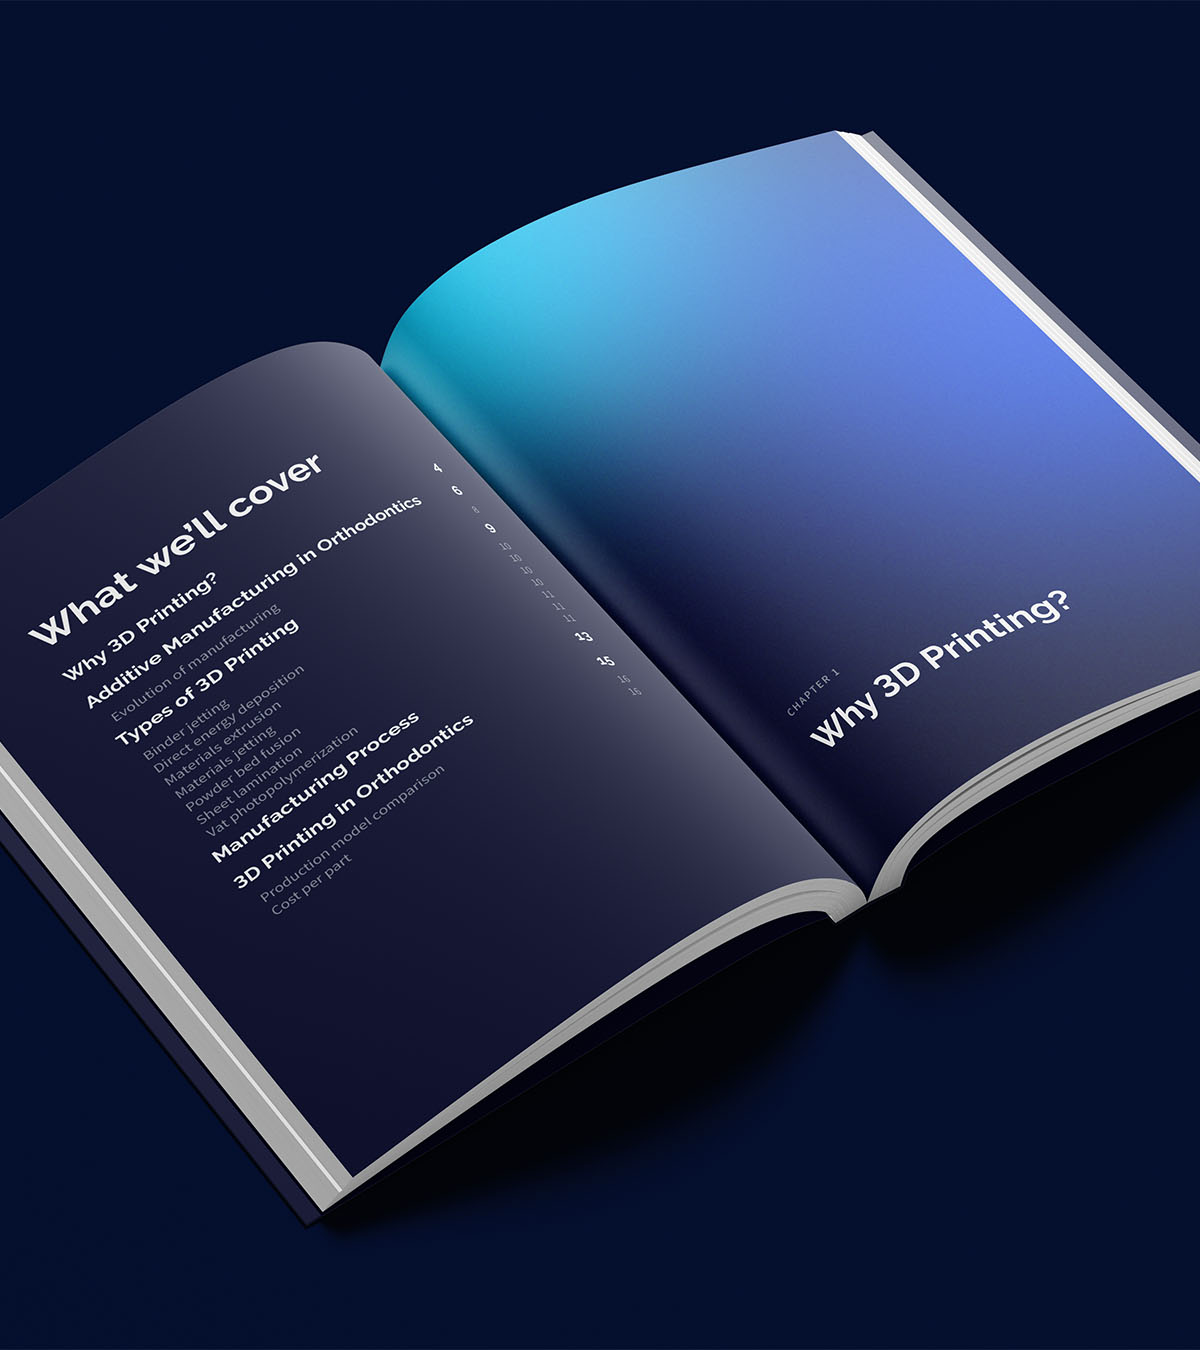 What we'll cover
Why 3D Printing? 4
Additive Manufacturing in Orthodontics 6
Evolution of manufacturing 8
Types of 3D Printing 9
Binder jetting 10
Direct energy deposition 10
Materials extrusion 10
Materials jetting 10
Powder bed fusion 11
Sheet lamination 11
Vat photopolymerization 11
Manufacturing Process 13
3D Printing in Orthodontics 15
Production model comparison 16
Cost per part 16
CHAPTER 1
Why 3D Printing?